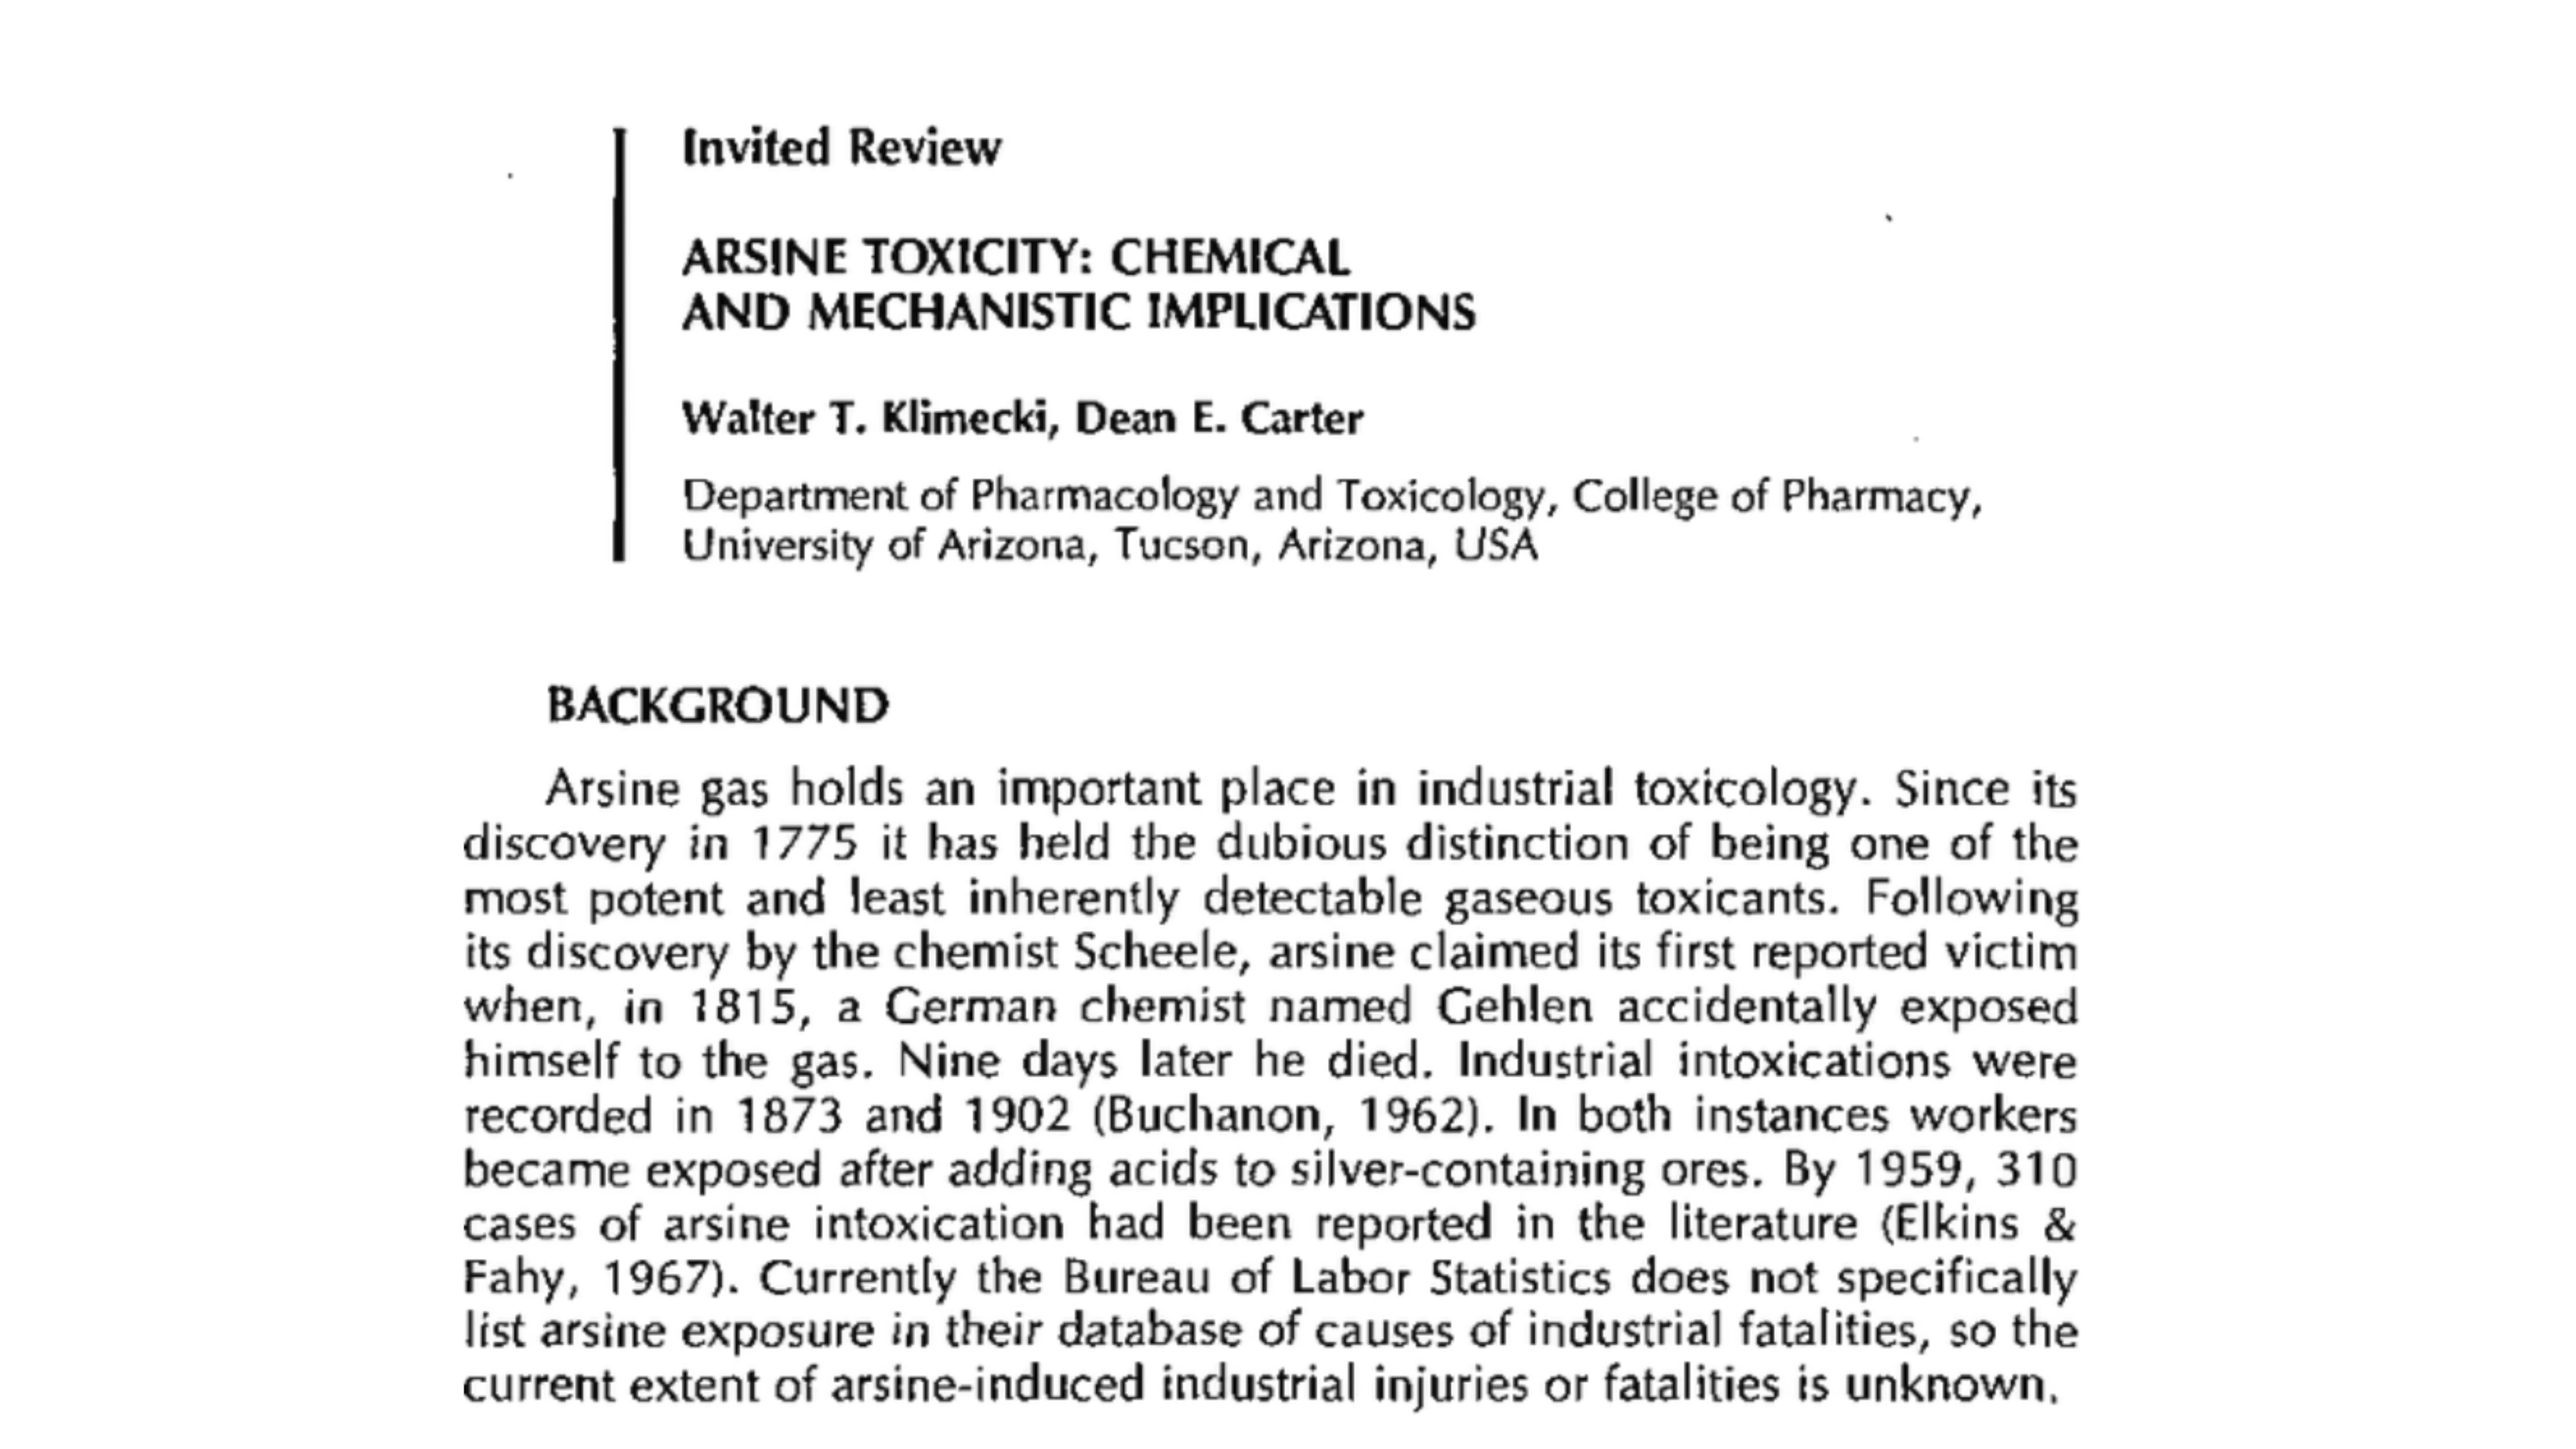 Invited Review
ARSINE TOXICITY: CHEMICAL
AND MECHANISTIC IMPLICATIONS
Walter T. Klimecki, Dean E. Carter
Department of Pharmacology and Toxicology, College of Pharmacy,
University of Arizona, Tucson, Arizona, USA
BACKGROUND
Arsine gas holds an important place in industrial toxicology. Since its
discovery in 1775 it has held the dubious distinction of being one of the
most potent and least inherently detectable gaseous toxicants. Following
its discovery by the chemist Scheele, arsine claimed its first reported victim
when, in 1815, a German chemist named Gehlen accidentally exposed
himself to the gas. Nine days later he died. Industrial intoxications were
recorded in 1873 and 1902 (Buchanon, 1962). In both instances workers
became exposed after adding acids to silver-containing ores. By 1959, 310
cases of arsine intoxication had been reported in the literature (Elkins &
Fahy, 1967). Currently the Bureau of Labor Statistics does not specifically
list arsine exposure in their database of causes of industrial fatalities, so the
current extent of arsine-induced industrial injuries or fatalities is unknown.